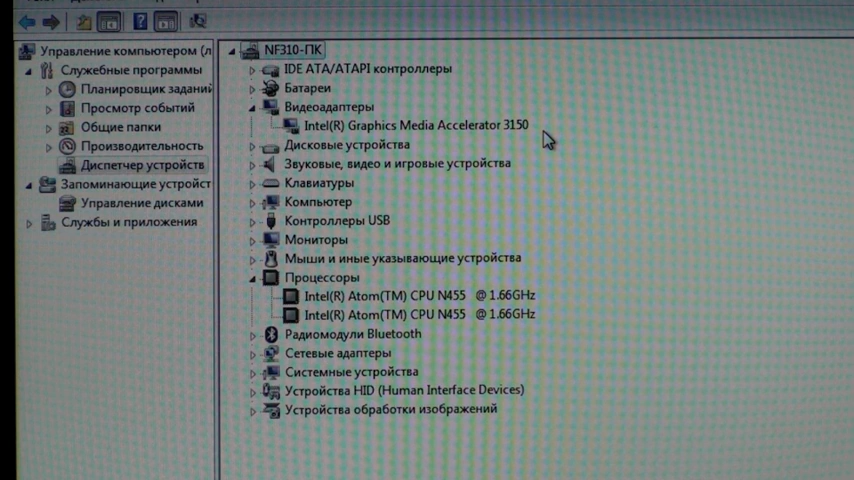 Управление компьютером (л
Служебные программы
Планировщик заданий
Просмотр событий
Общие папки
Производительность
Диспетчер устройств
Запоминающие устройст
Управление дисками
Службы и приложения
NF310-ПК
IDE ATA/ATAPI контроллеры
Батареи
Видеоадаптеры
Intel(R) Graphics Media Accelerator 3150
Дисковые устройства
Звуковые, видео и игровые устройства
Клавиатуры
Компьютер
Контроллеры USB
Мониторы
Мыши и иные указывающие устройства
Процессоры
Intel(R) Atom(TM) CPU N455 @ 1.66GHz
Intel(R) Atom(TM) CPU N455 @ 1.66GHz
Радиомодули Bluetooth
Сетевые адаптеры
Системные устройства
Устройства HID (Human Interface Devices)
Устройства обработки изображений